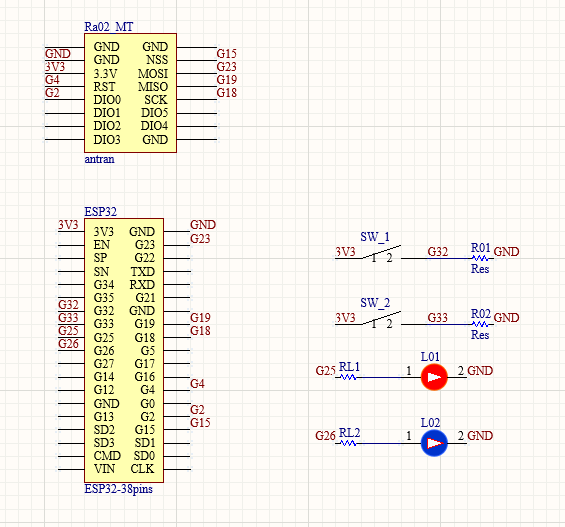 Ra02 MT
GND GND
GND GND NSS G15
3V3 3.3V MOSI G23
G4 RST MISO G19
G2 DIO0 SCK G18
DIO1 DIO5
DIO2 DIO4
DIO3 GND
antran
ESP32
3V3 3V3 GND GND
EN G23 G23
SP G22
SN TXD
G34 RXD
G35 G21
G32 G32 GND
G33 G33 G19 G19
G25 G25 G18 G18
G26 G26 G5
G27 G17
G14 G16
G12 G4 G4
GND G0
G13 G2 G2
SD2 G15 G15
SD3 SD1
CMD SD0
VIN CLK
ESP32-38pins
SW_1
3V3 1 2 G32 R01 GND
Res
SW_2
3V3 1 2 G33 R02 GND
Res
L01
G25 RL1 1 2 GND
L02
G26 RL2 1 2 GND